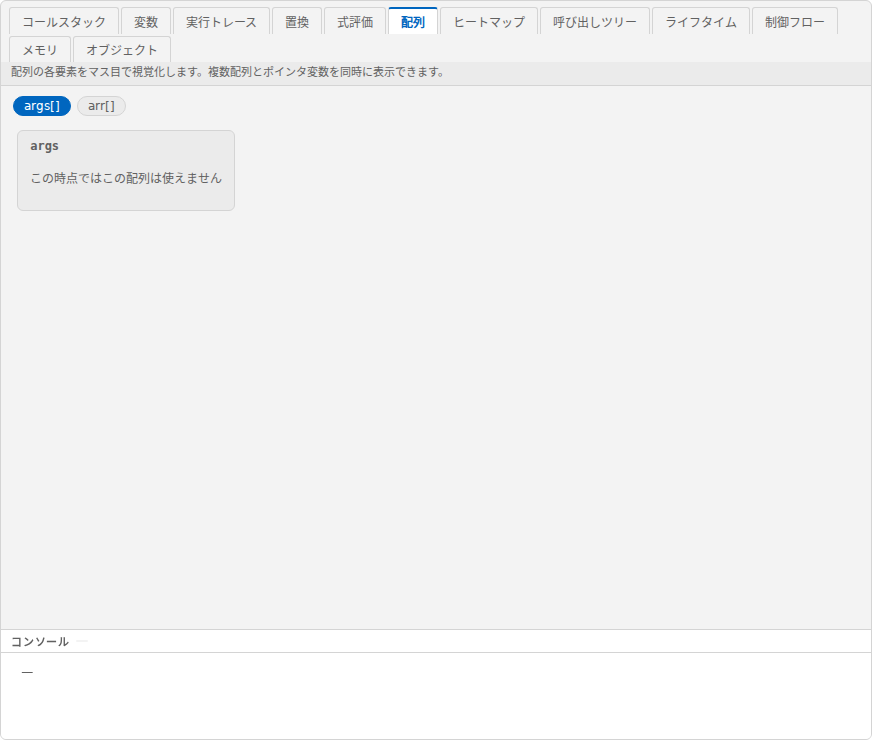 コールスタック 変数 実行トレース 置換 式評価 配列 ヒートマップ 呼び出しツリー ライフタイム 制御フロー
メモリ オブジェクト
配列の各要素をマス目で視覚化します。複数配列とポインタ変数を同時に表示できます。
args[] arr[]
args
この時点ではこの配列は使えません
コンソール —
—